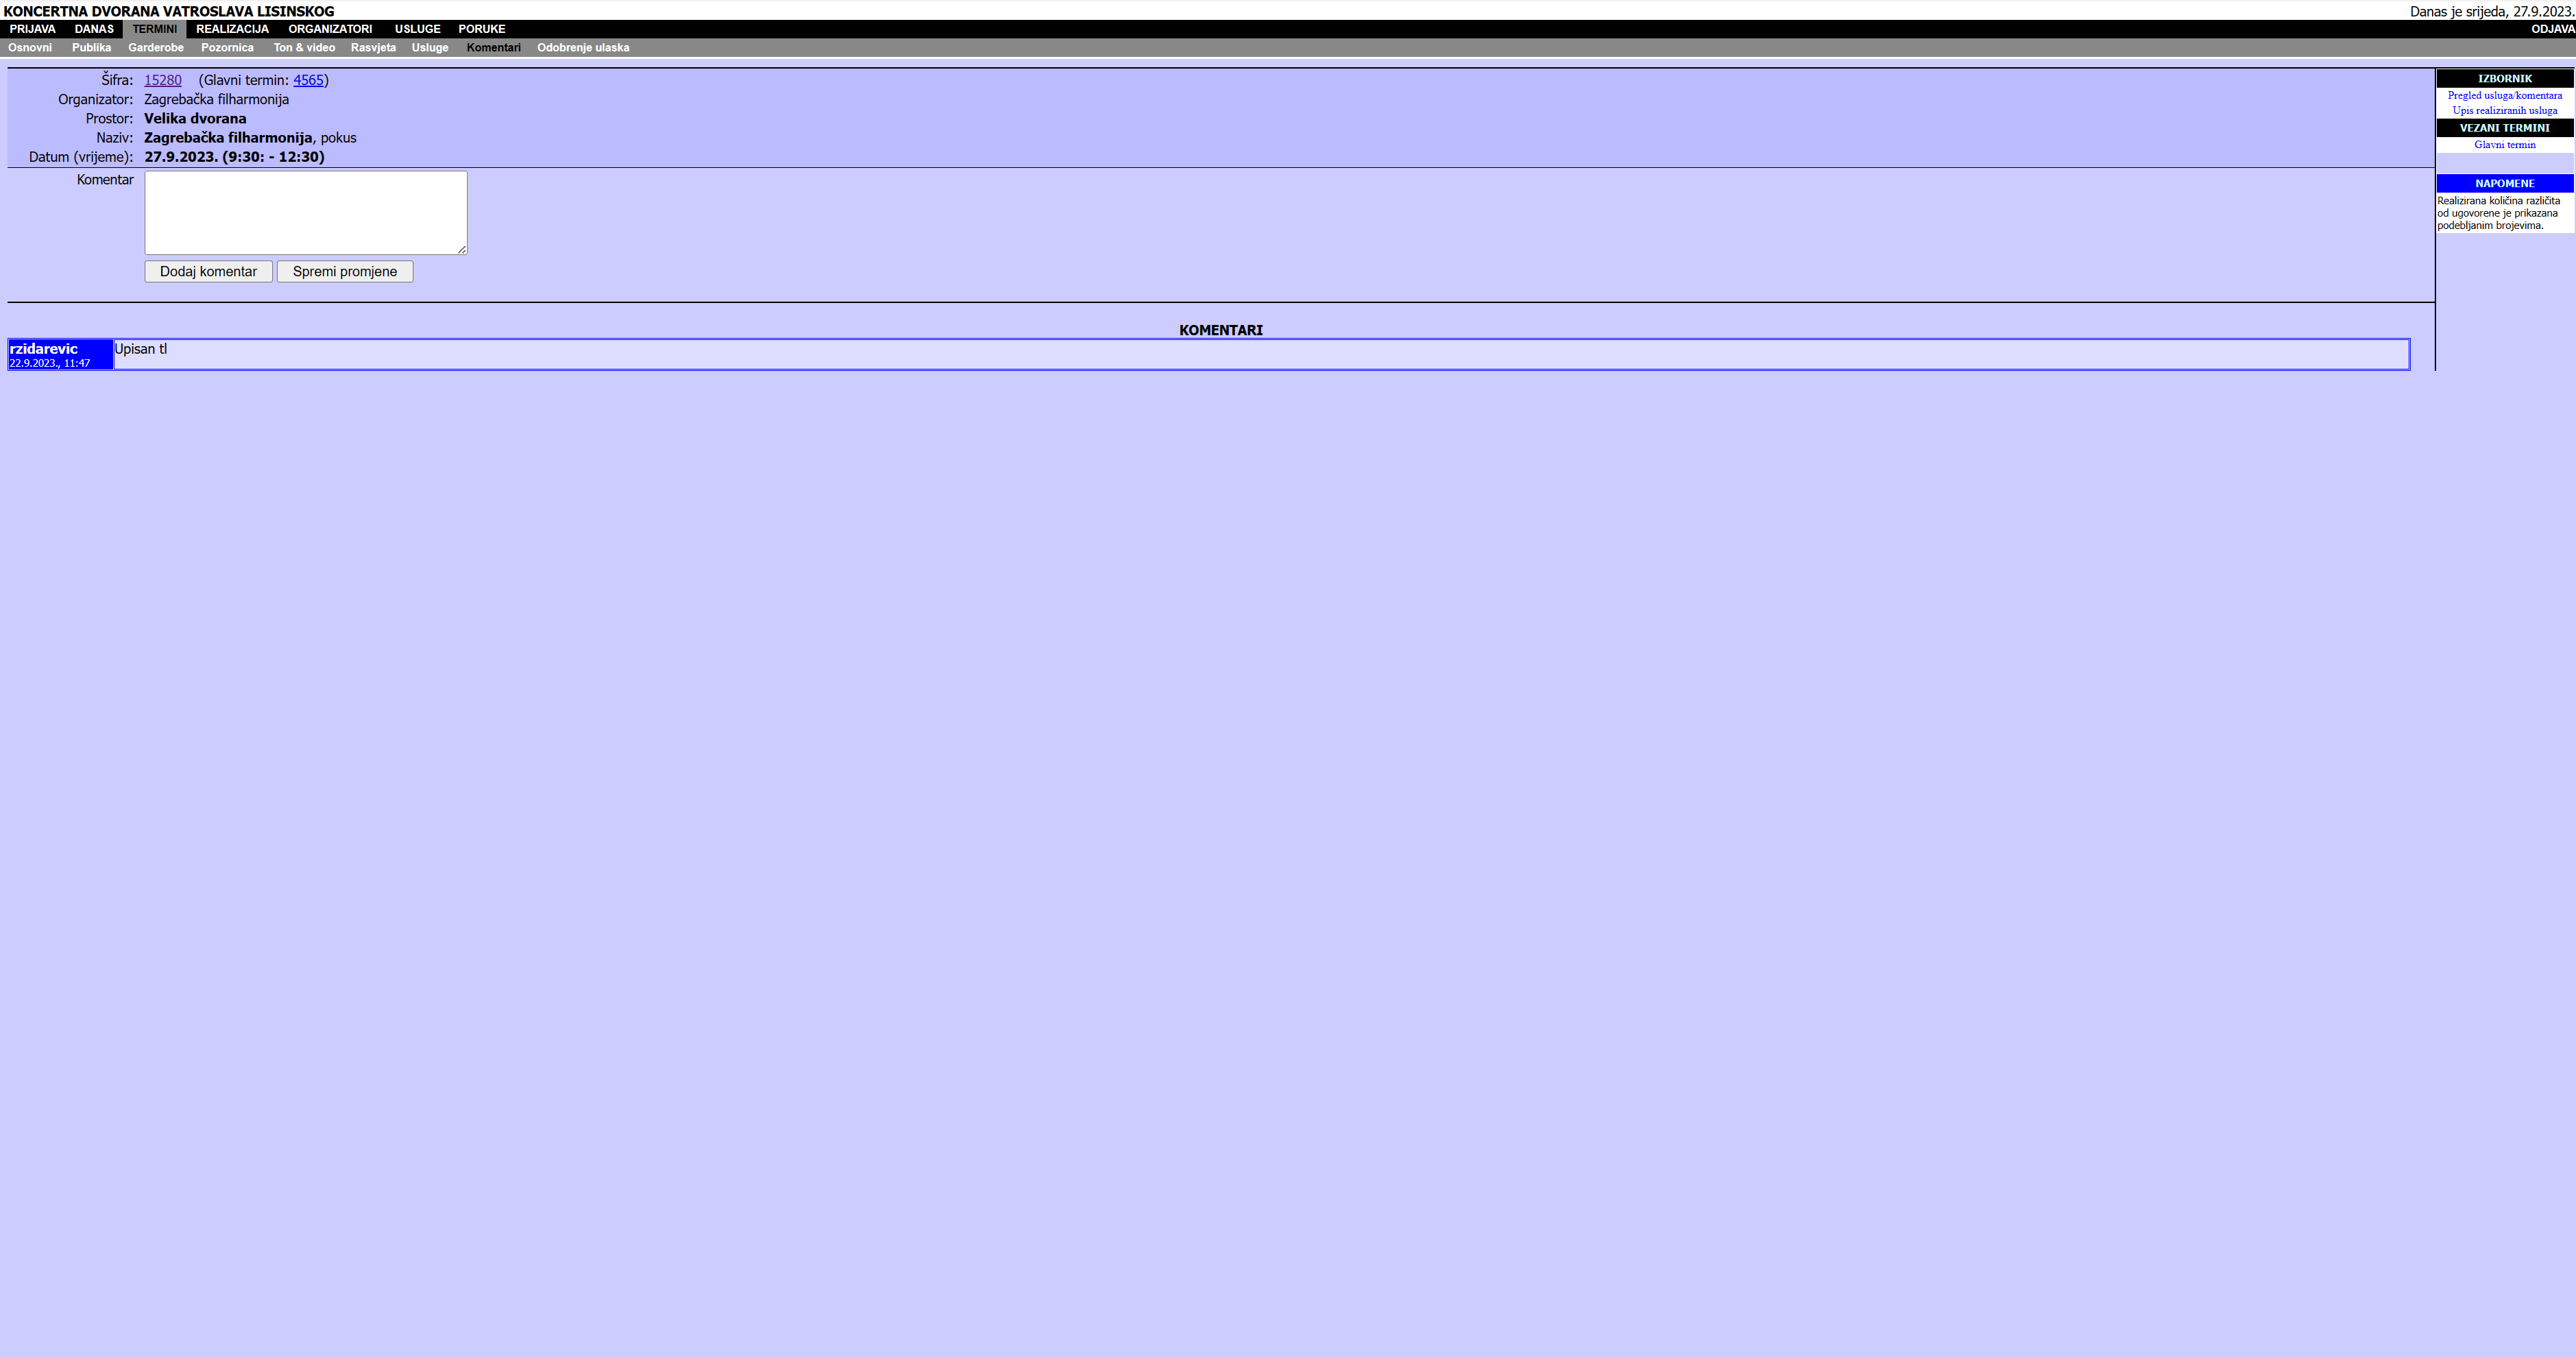 KONCERTNA DVORANA VATROSLAVA LISINSKOG
Danas je srijeda, 27.9.2023.
PRIJAVA DANAS TERMINI REALIZACIJA ORGANIZATORI USLUGE PORUKE ODJAVA
Osnovni Publika Garderobe Pozornica Ton & video Rasvjeta Usluge Komentari Odobrenje ulaska
Šifra: 15280 (Glavni termin: 4565)
Organizator: Zagrebačka filharmonija
Prostor: Velika dvorana
Naziv: Zagrebačka filharmonija, pokus
Datum (vrijeme): 27.9.2023. (9:30: - 12:30)
Komentar
Dodaj komentar Spremi promjene
KOMENTARI
rzidarevic Upisan tl
22.9.2023., 11:47
IZBORNIK
Pregled usluga/komentara
Upis realiziranih usluga
VEZANI TERMINI
Glavni termin
NAPOMENE
Realizirana količina različita
od ugovorene je prikazana
podebljanim brojevima.